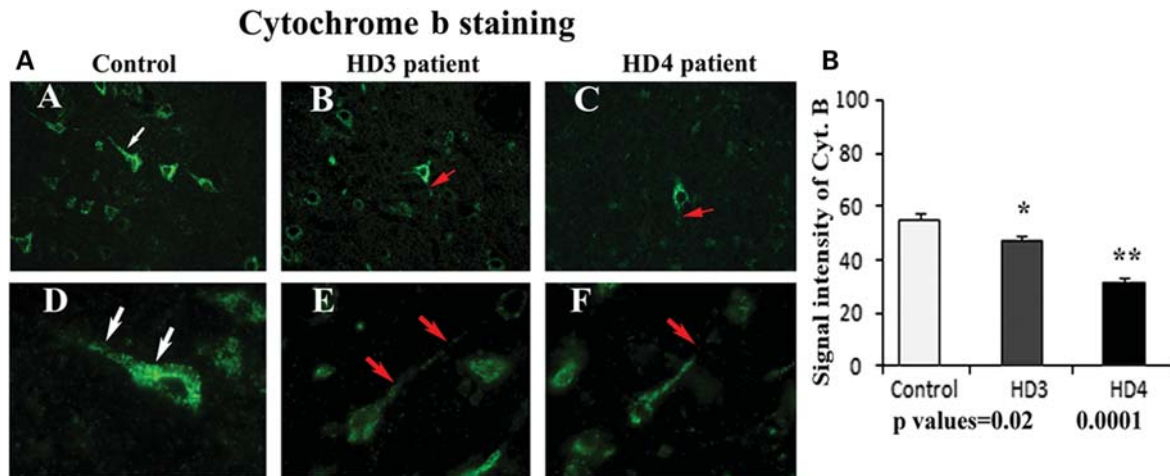 Cytochrome b staining
A Control HD3 patient HD4 patient
A B C
D E F
B
Signal intensity of Cyt. B
100
80
60
40
20
0
*
**
Control HD3 HD4
p values=0.02 0.0001